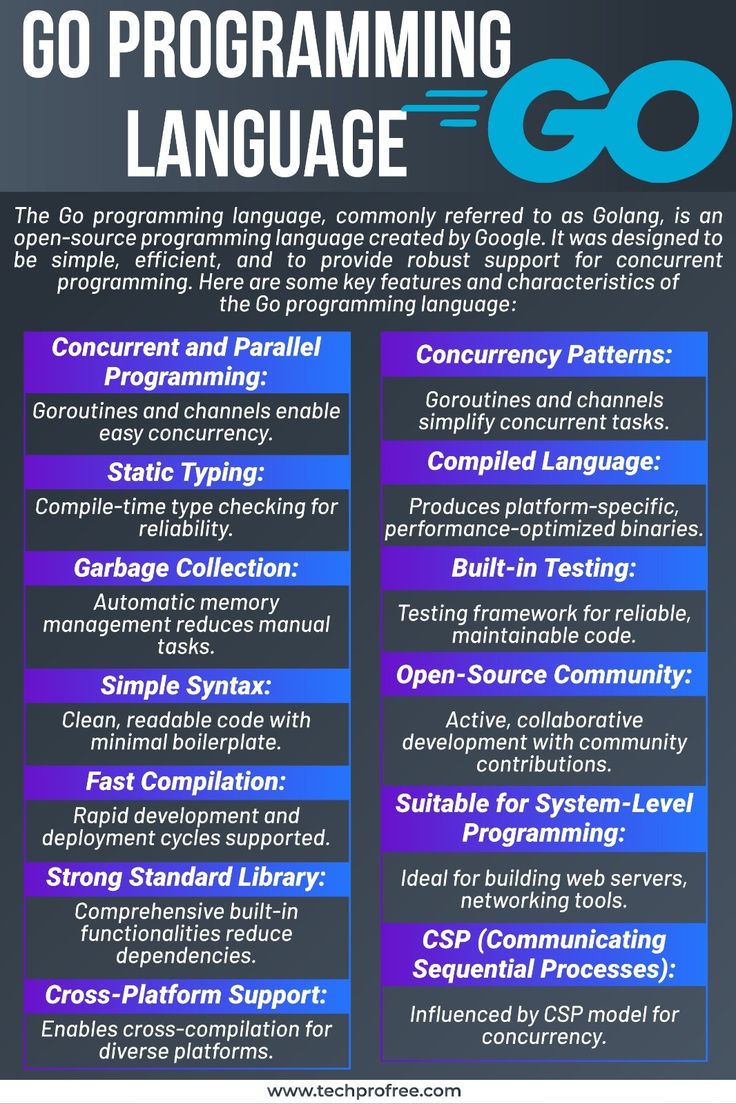 GO PROGRAMMING
LANGUAGE
GO
The Go programming language, commonly referred to as Golang, is an
open-source programming language created by Google. It was designed to
be simple, efficient, and to provide robust support for concurrent
programming. Here are some key features and characteristics of
the Go programming language:
Concurrent and Parallel
Programming:
Goroutines and channels enable
easy concurrency.
Static Typing:
Compile-time type checking for
reliability.
Garbage Collection:
Automatic memory
management reduces manual
tasks.
Simple Syntax:
Clean, readable code with
minimal boilerplate.
Fast Compilation:
Rapid development and
deployment cycles supported.
Strong Standard Library:
Comprehensive built-in
functionalities reduce
dependencies.
Cross-Platform Support:
Enables cross-compilation for
diverse platforms.
Concurrency Patterns:
Goroutines and channels
simplify concurrent tasks.
Compiled Language:
Produces platform-specific,
performance-optimized binaries.
Built-in Testing:
Testing framework for reliable,
maintainable code.
Open-Source Community:
Active, collaborative
development with community
contributions.
Suitable for System-Level
Programming:
Ideal for building web servers,
networking tools.
CSP (Communicating
Sequential Processes):
Influenced by CSP model for
concurrency.
www.techprofree.com